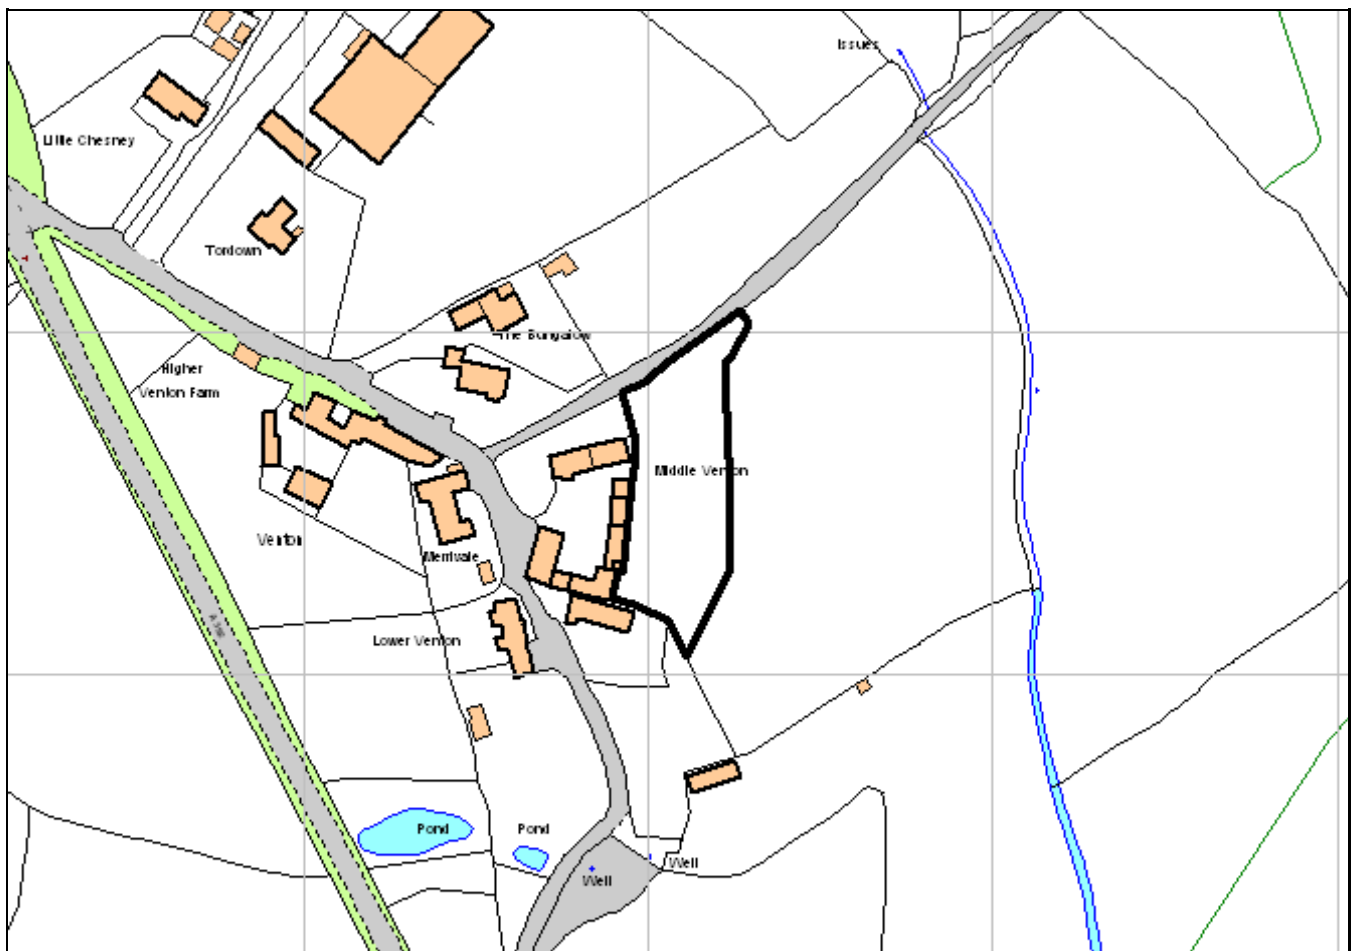 Issues
Little Chesney
Tordown
The Bungalow
Higher
Venton Farm
Middle Venton
Venton
Merrivale
Lower Venton
Pond
Pond
Well
Well